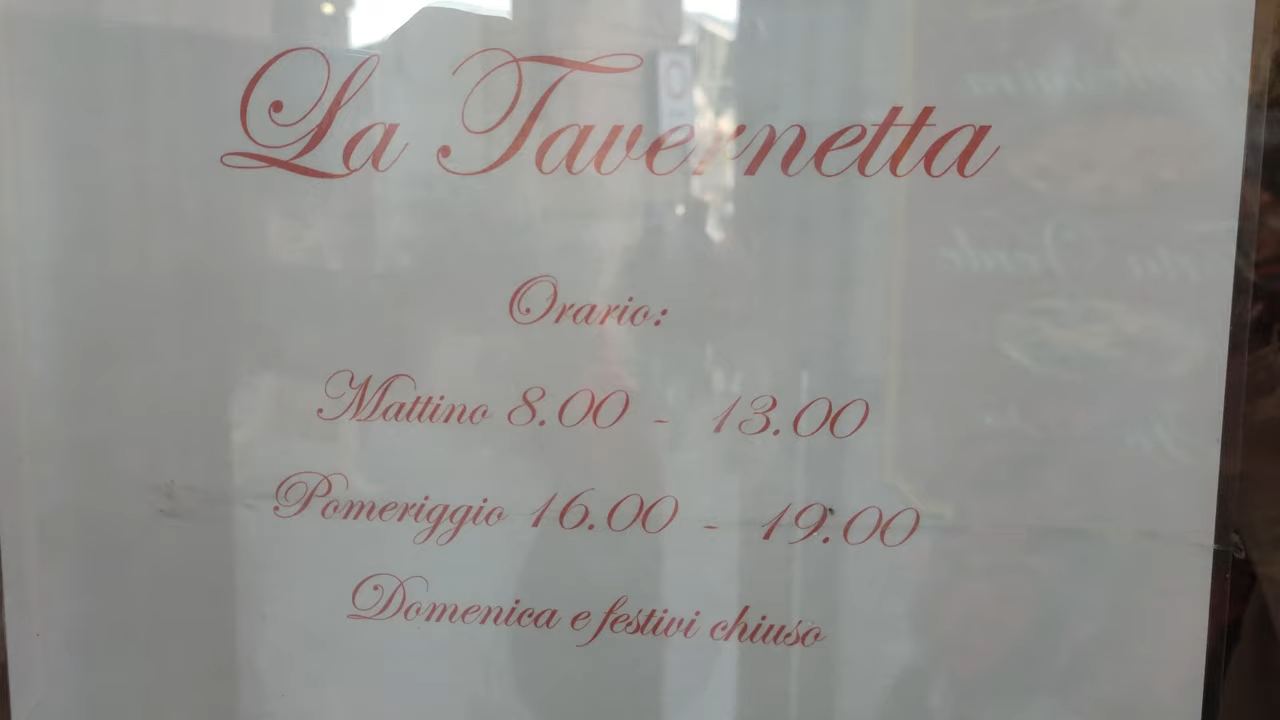 La Tavernetta
Orario:
Mattino 8.00 - 13.00
Pomeriggio 16.00 - 19.00
Domenica e festivi chiuso